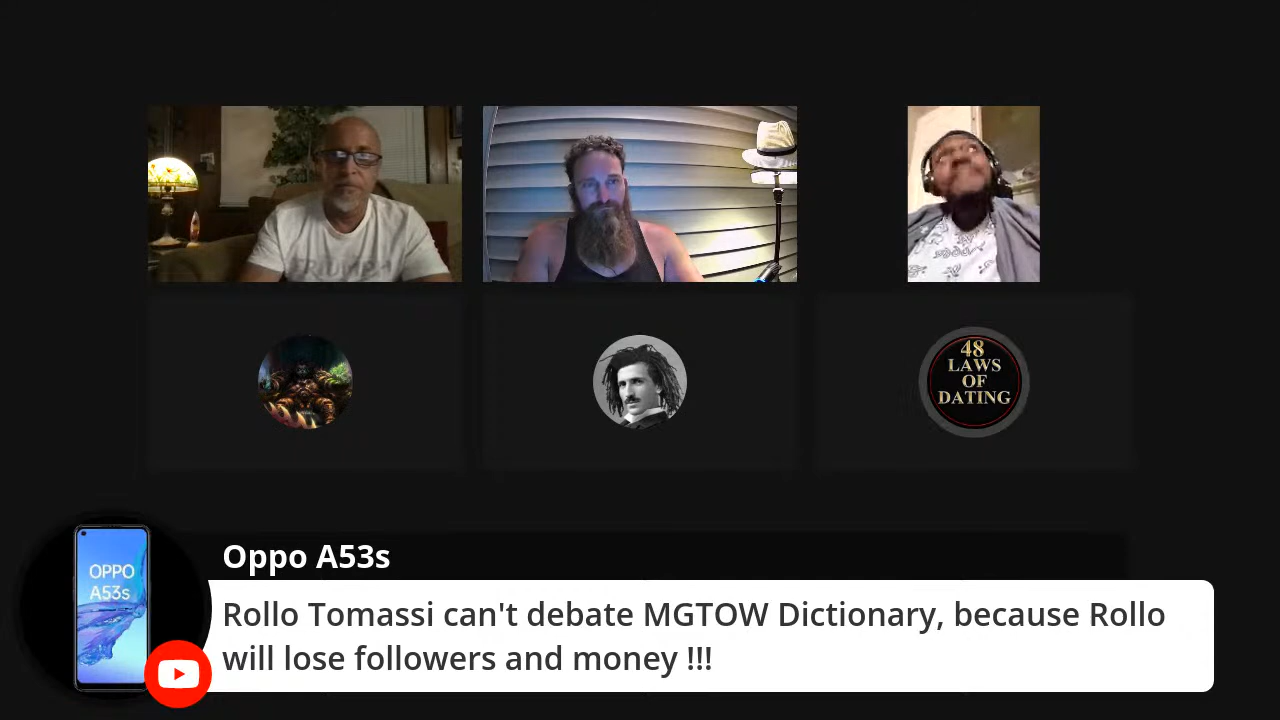 TRIUMPH
48
LAWS
OF
DATING
OPPO
A53s
Oppo A53s
Rollo Tomassi can't debate MGTOW Dictionary, because Rollo
will lose followers and money !!!